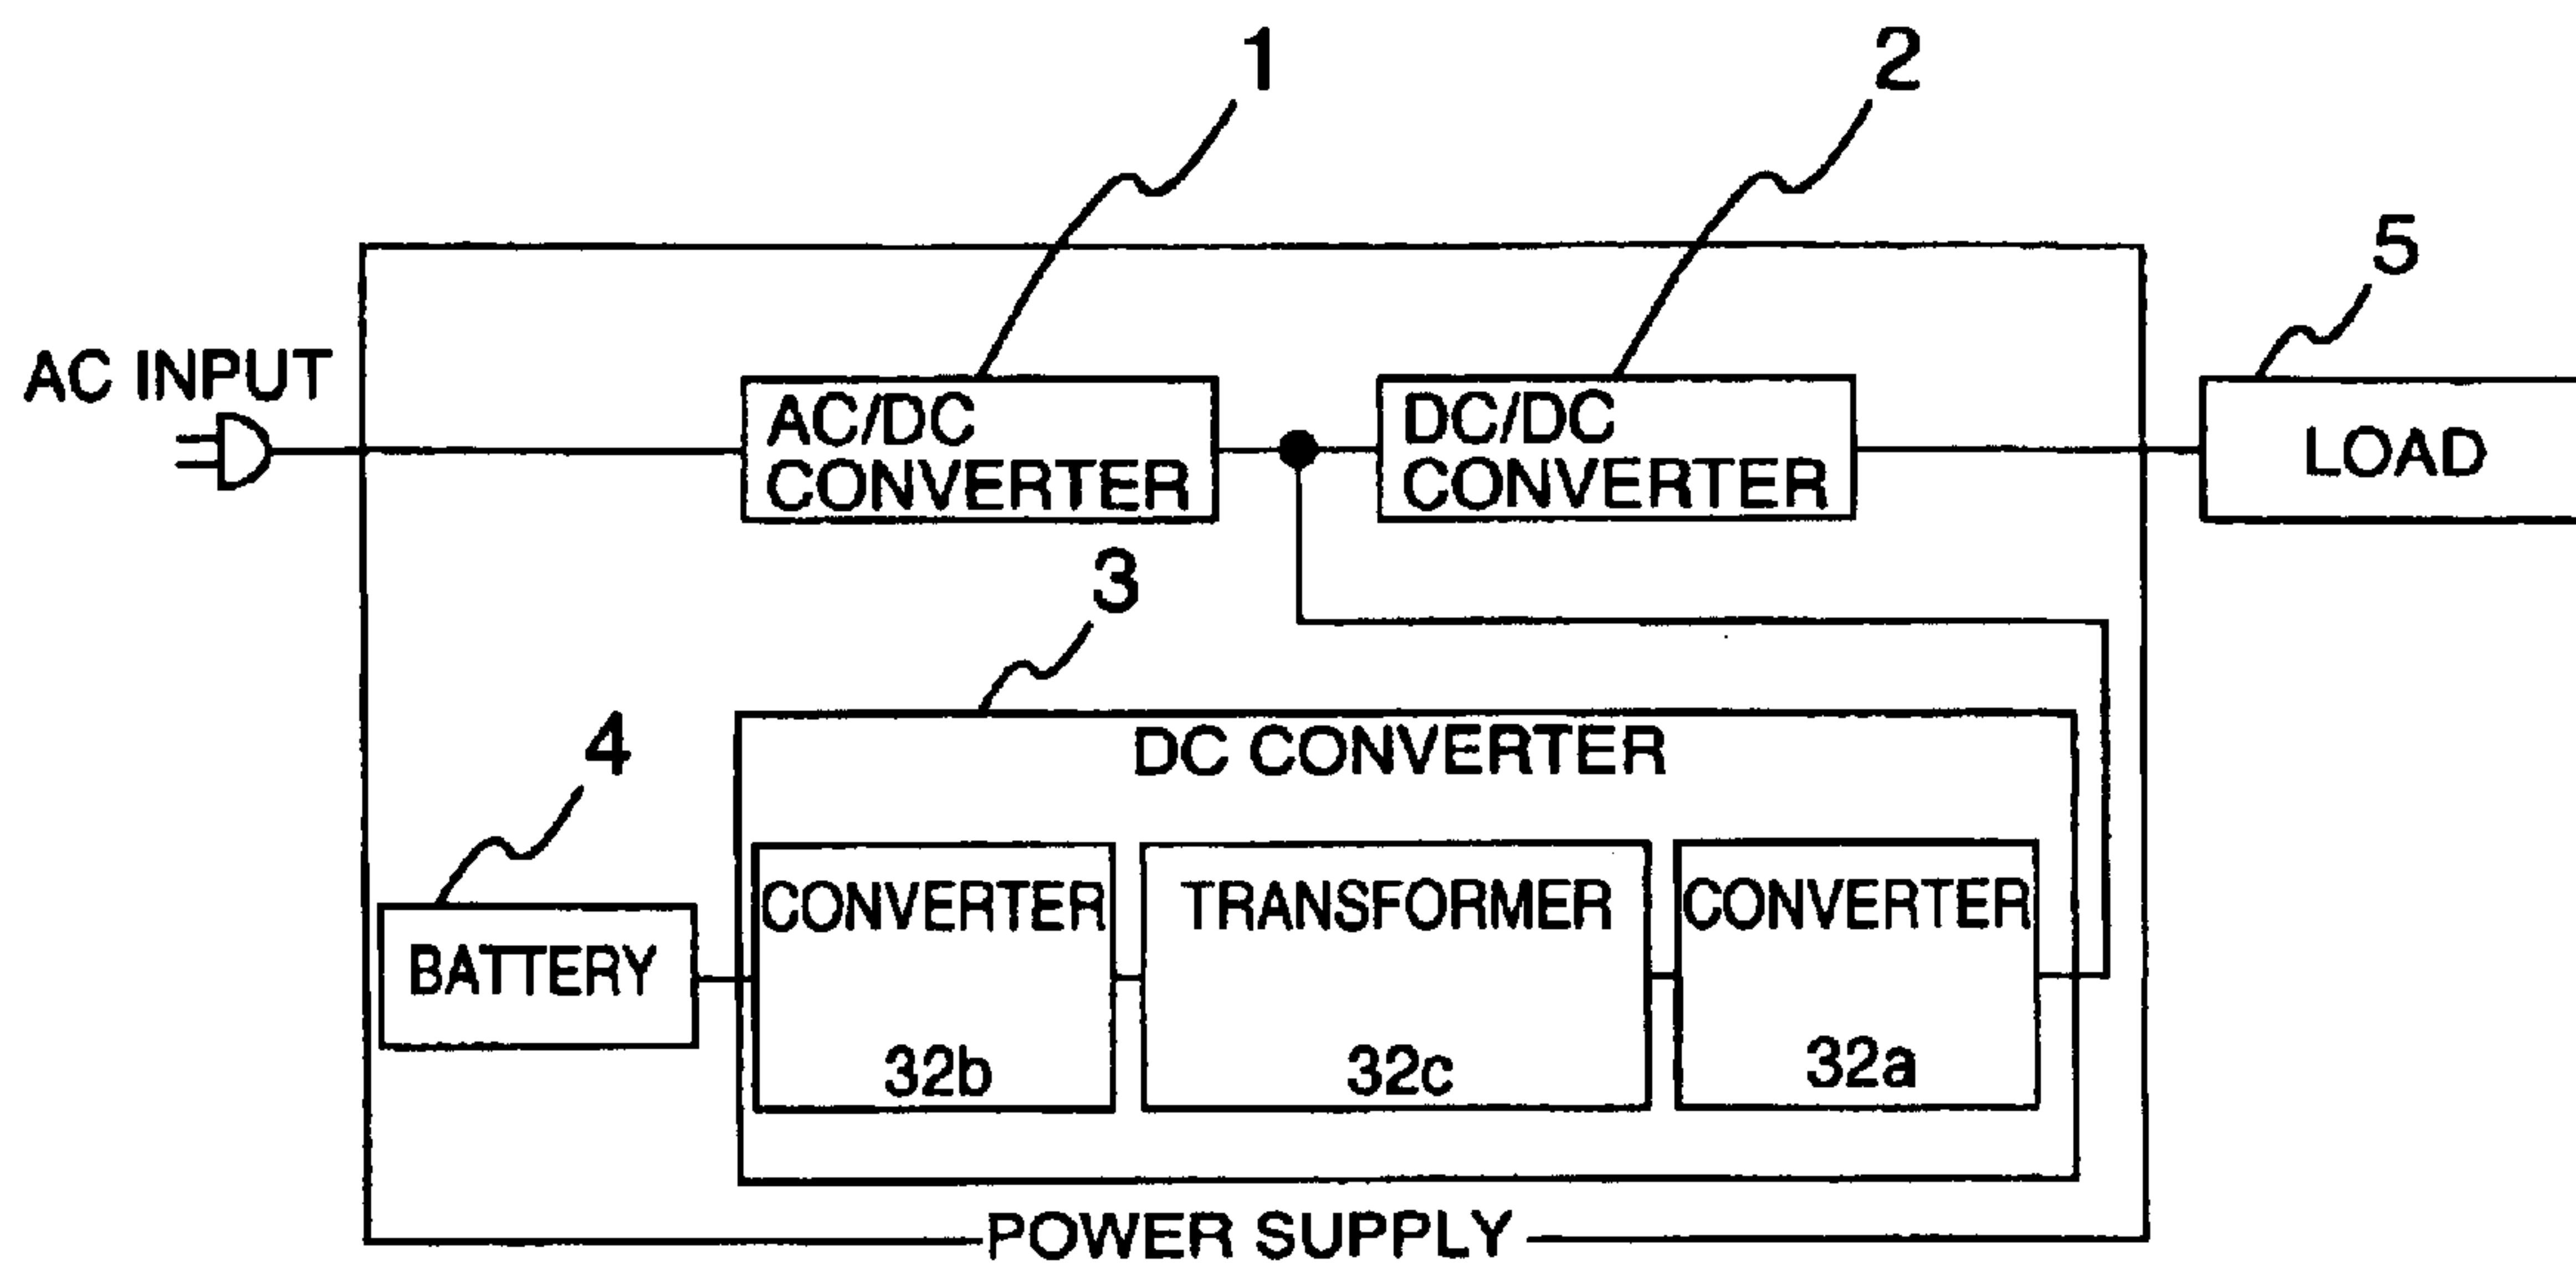 1
2
5
AC INPUT
AC/DC
CONVERTER
DC/DC
CONVERTER
LOAD
3
DC CONVERTER
4
CONVERTER
32b
TRANSFORMER
32c
CONVERTER
32a
BATTERY
POWER SUPPLY